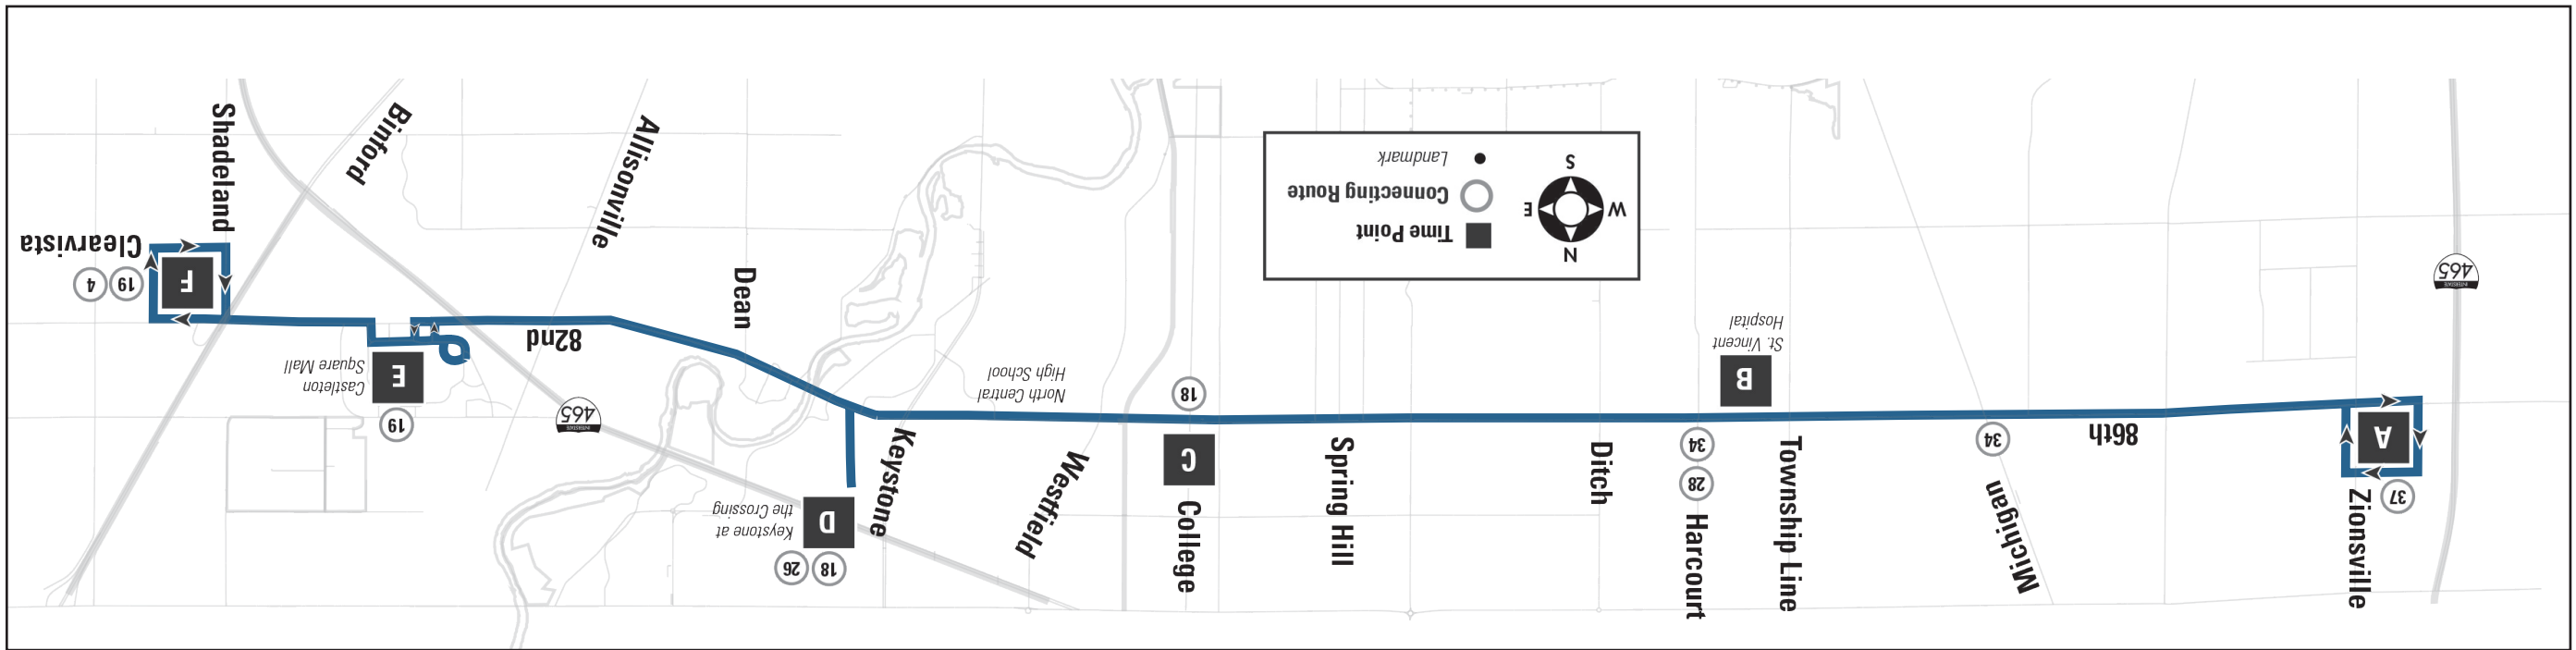 Zionsville
37
A
465
INTERSTATE
86th
Michigan
34
Township Line
Harcourt
28
34
B
St. Vincent
Hospital
Ditch
Spring Hill
College
C
18
Westfield
North Central
High School
Keystone
18
26
D
Keystone at
the Crossing
Dean
465
INTERSTATE
82nd
Allisonville
19
E
Castleton
Square Mall
Binford
Shadeland
F
19
4
Clearvista
N
W
E
S
Time Point
Connecting Route
Landmark